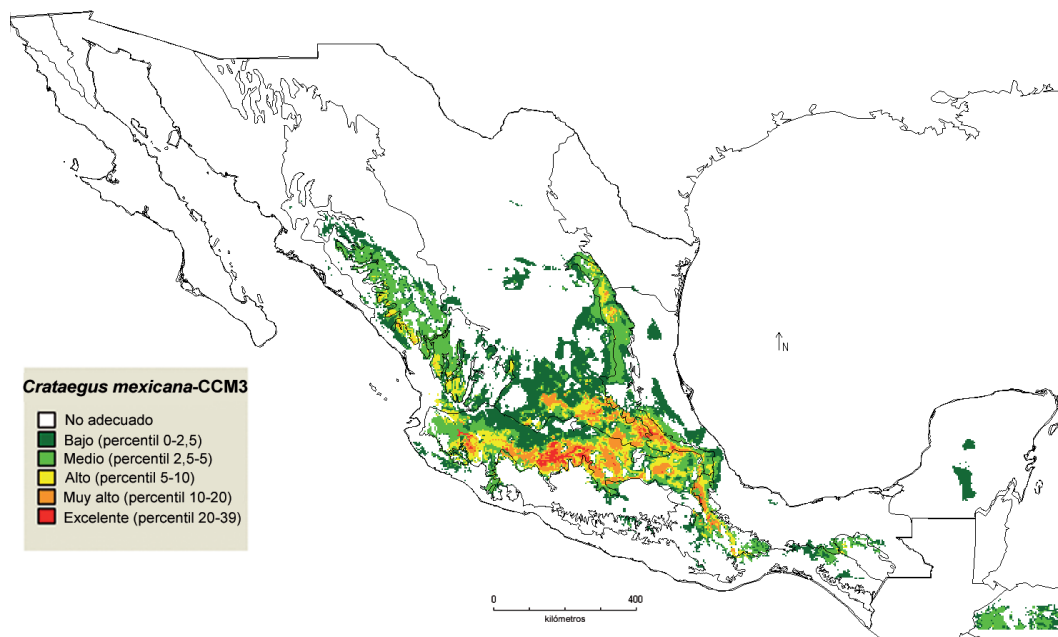 N
Crataegus mexicana-CCM3
No adecuado
Bajo (percentil 0-2,5)
Medio (percentil 2,5-5)
Alto (percentil 5-10)
Muy alto (percentil 10-20)
Excelente (percentil 20-39)
0 400
kilómetros